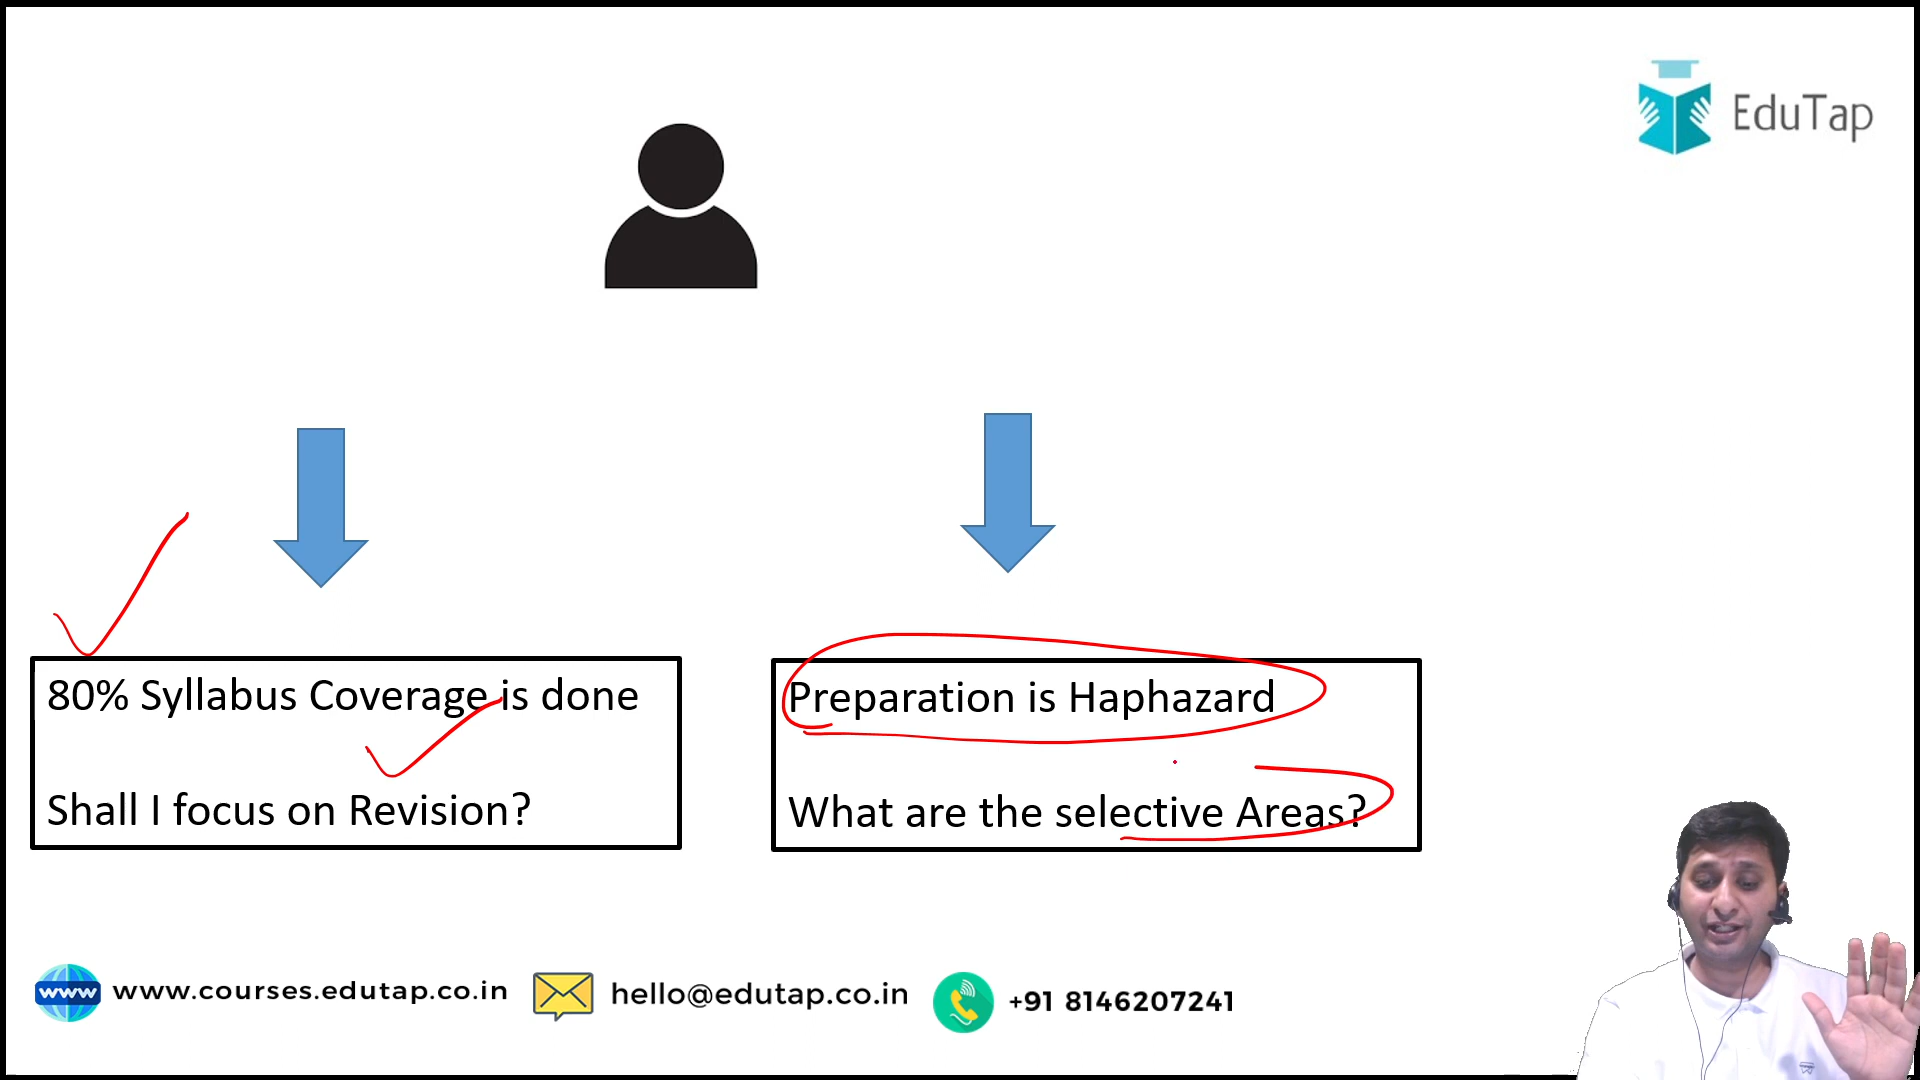 EduTap
80% Syllabus Coverage is done
Shall I focus on Revision?
Preparation is Haphazard
What are the selective Areas?
www www.courses.edutap.co.in hello@edutap.co.in +91 8146207241